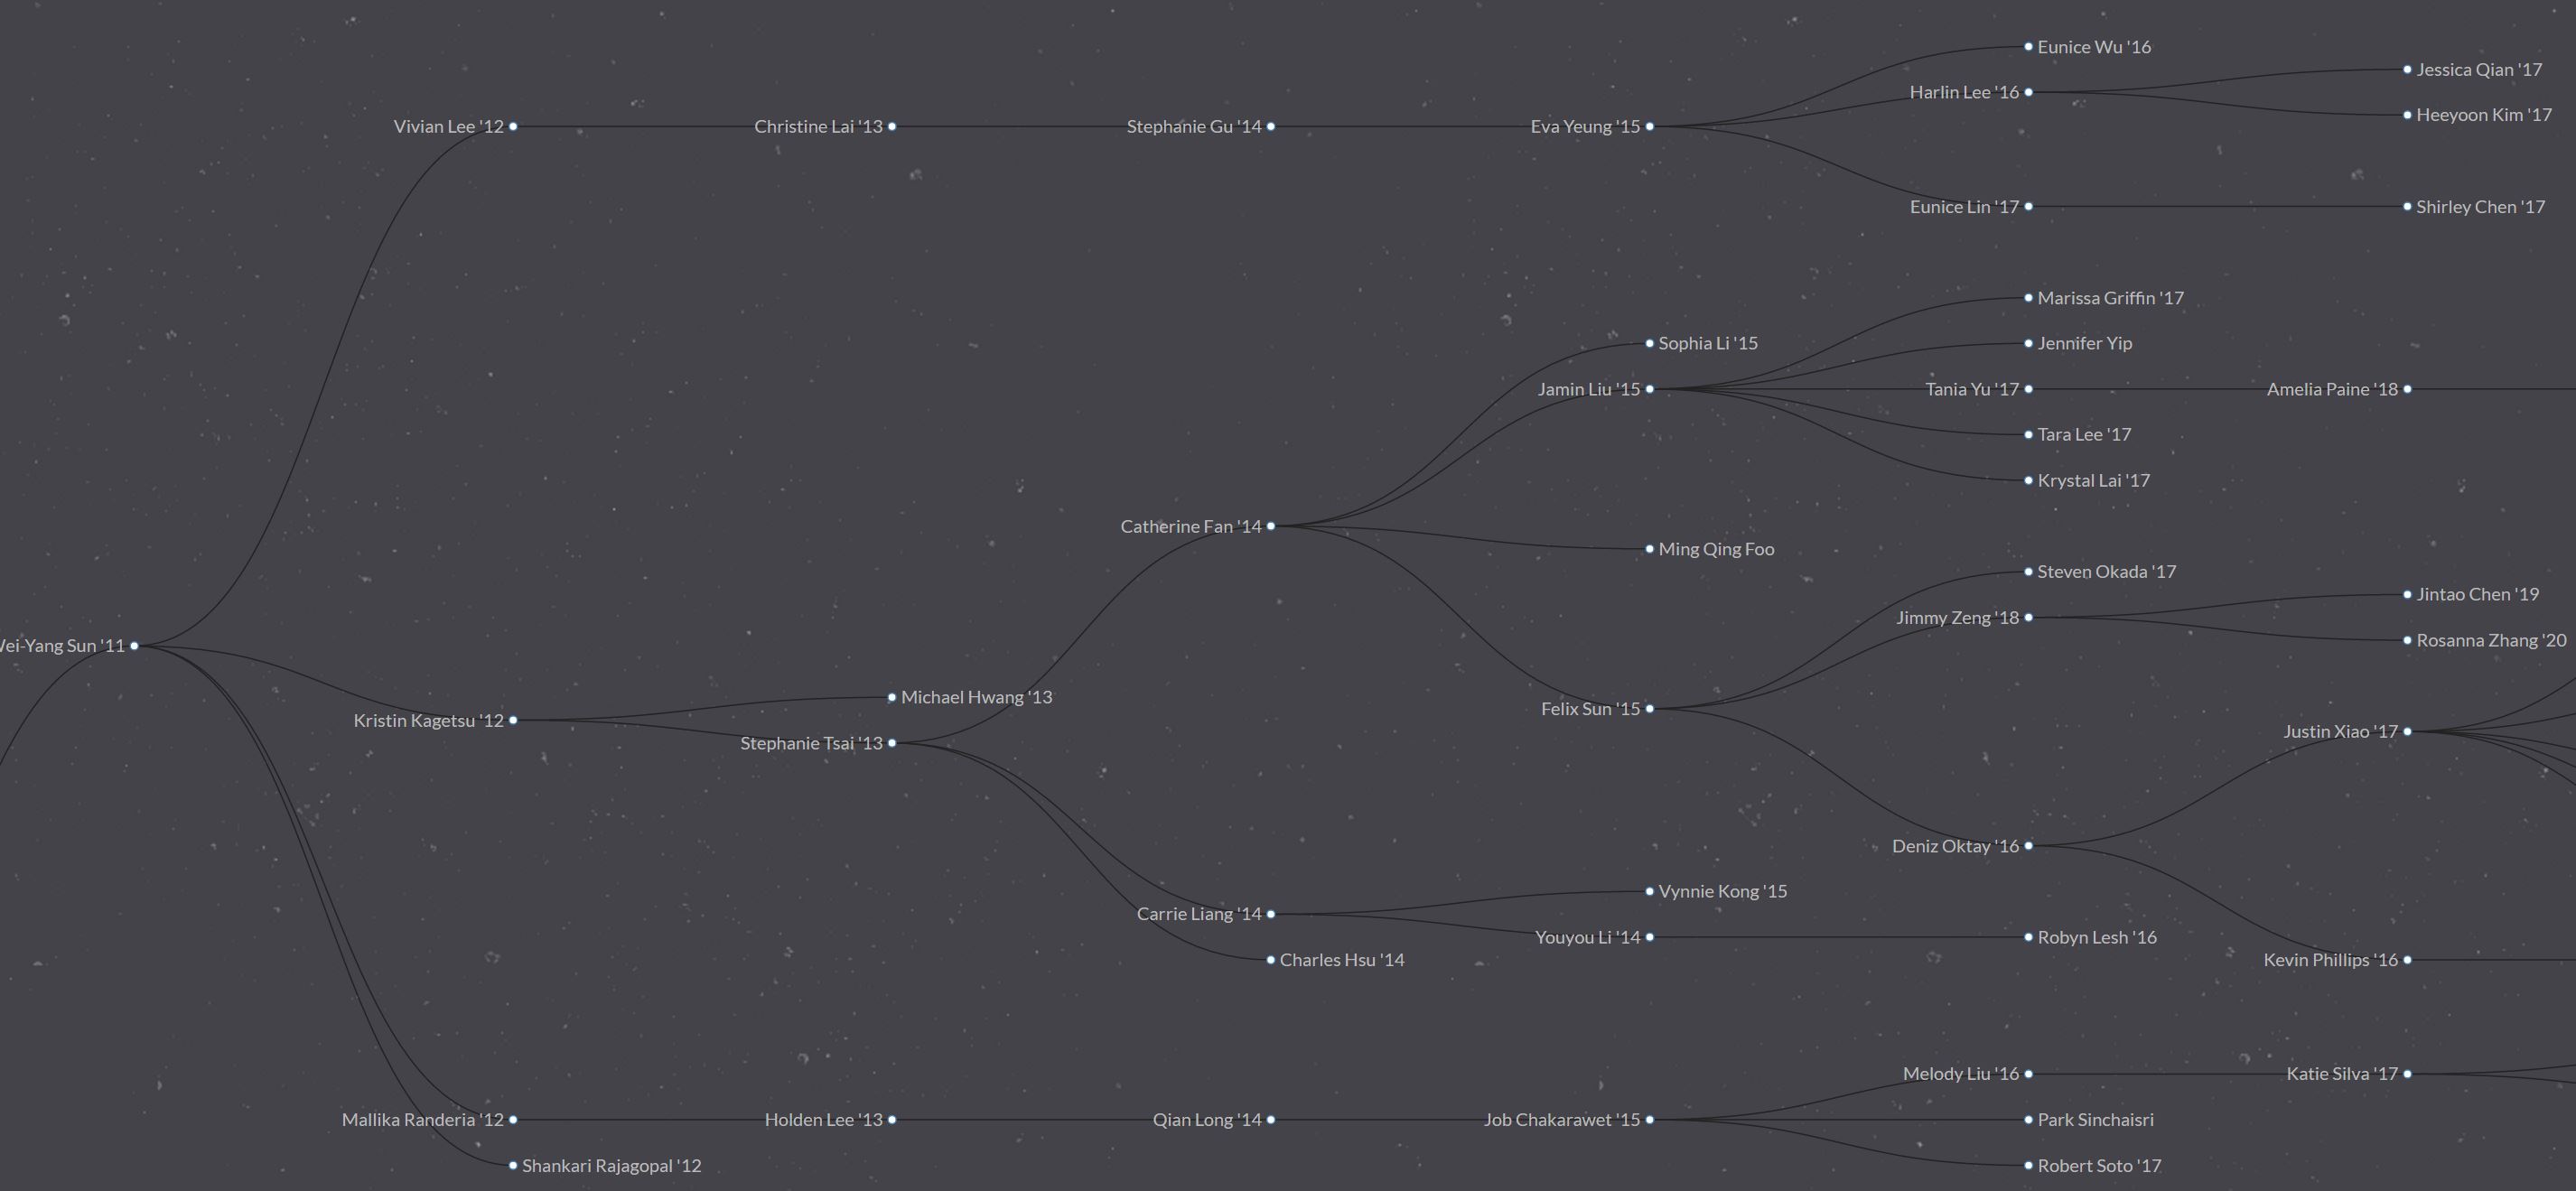 Eunice Wu '16
Jessica Qian '17
Harlin Lee '16
Heeyoon Kim '17
Vivian Lee '12
Christine Lai '13
Stephanie Gu '14
Eva Yeung '15
Eunice Lin '17
Shirley Chen '17
Marissa Griffin '17
Sophia Li '15
Jennifer Yip
Jamin Liu '15
Tania Yu '17
Amelia Paine '18
Tara Lee '17
Krystal Lai '17
Catherine Fan '14
Ming Qing Foo
Steven Okada '17
Jintao Chen '19
Jimmy Zeng '18
Rosanna Zhang '20
Wei-Yang Sun '11
Michael Hwang '13
Felix Sun '15
Kristin Kagetsu '12
Justin Xiao '17
Stephanie Tsai '13
Deniz Oktay '16
Vynnie Kong '15
Carrie Liang '14
Youyou Li '14
Robyn Lesh '16
Charles Hsu '14
Kevin Phillips '16
Melody Liu '16
Katie Silva '17
Mallika Randeria '12
Holden Lee '13
Qian Long '14
Job Chakarawet '15
Park Sinchaisri
Shankari Rajagopal '12
Robert Soto '17